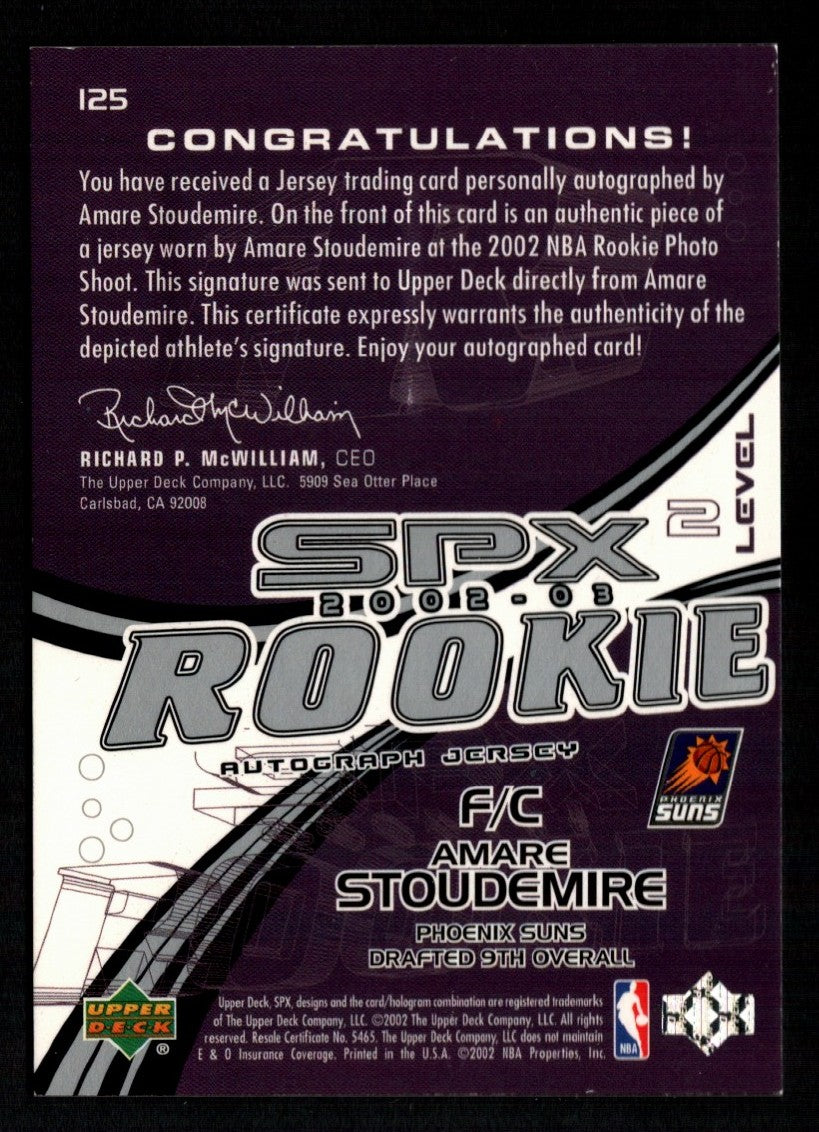 125
CONGRATULATIONS!
You have received a Jersey trading card personally autographed by
Amare Stoudemire. On the front of this card is an authentic piece of
a jersey worn by Amare Stoudemire at the 2002 NBA Rookie Photo
Shoot. This signature was sent to Upper Deck directly from Amare
Stoudemire. This certificate expressly warrants the authenticity of the
depicted athlete's signature. Enjoy your autographed card!
Richard McWilliam
RICHARD P. McWILLIAM, CEO
The Upper Deck Company, LLC. 5909 Sea Otter Place
Carlsbad, CA 92008
LEVEL 2
SPX
2002-03
ROOKIE
AUTOGRAPH JERSEY
PHOENIX
SUNS
F/C
AMARE
STOUDEMIRE
PHOENIX SUNS
DRAFTED 9TH OVERALL
UPPER
DECK
®
Upper Deck, SPX, designs and the card/hologram combination are registered trademarks
of The Upper Deck Company, LLC. ©2002 The Upper Deck Company, LLC. All rights
reserved. Resale Certificate No. 5465. The Upper Deck Company, LLC does not maintain
E & O Insurance Coverage. Printed in the U.S.A. ©2002 NBA Properties, Inc.
NBA